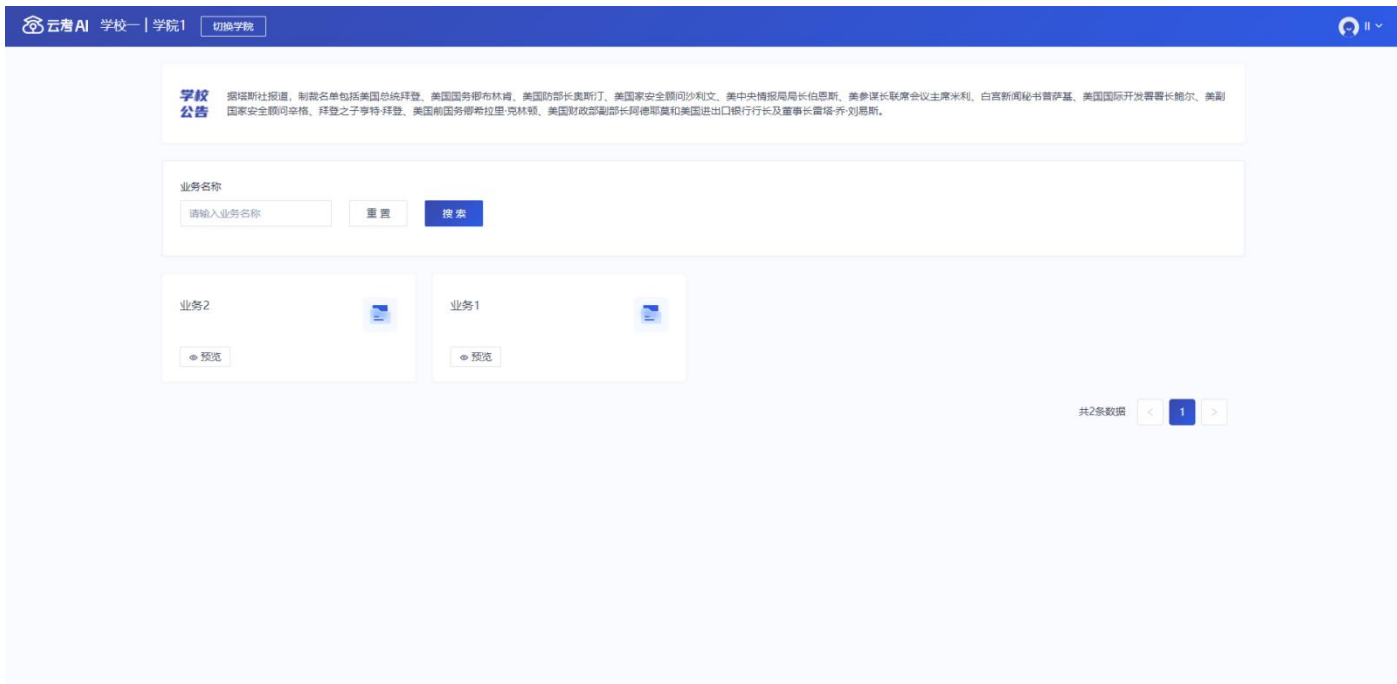 云考AI 学校一 | 学院1 切换学院 II
学校公告
据塔斯社报道，制裁名单包括美国总统拜登、美国国务卿布林肯、美国防部长奥斯汀、美国家安全顾问沙利文、美中央情报局局长伯恩斯、美参谋长联席会议主席米利、白宫新闻秘书普萨基、美国国际开发署署长鲍尔、美副
国家安全顾问辛格、拜登之子亨特·拜登、美国前国务卿希拉里·克林顿、美国财政部副部长阿德耶莫和美国进出口银行行长及董事长雷塔·乔·刘易斯。
业务名称
请输入业务名称 重置 搜索
业务2 业务1
预览 预览
共2条数据 < 1 >